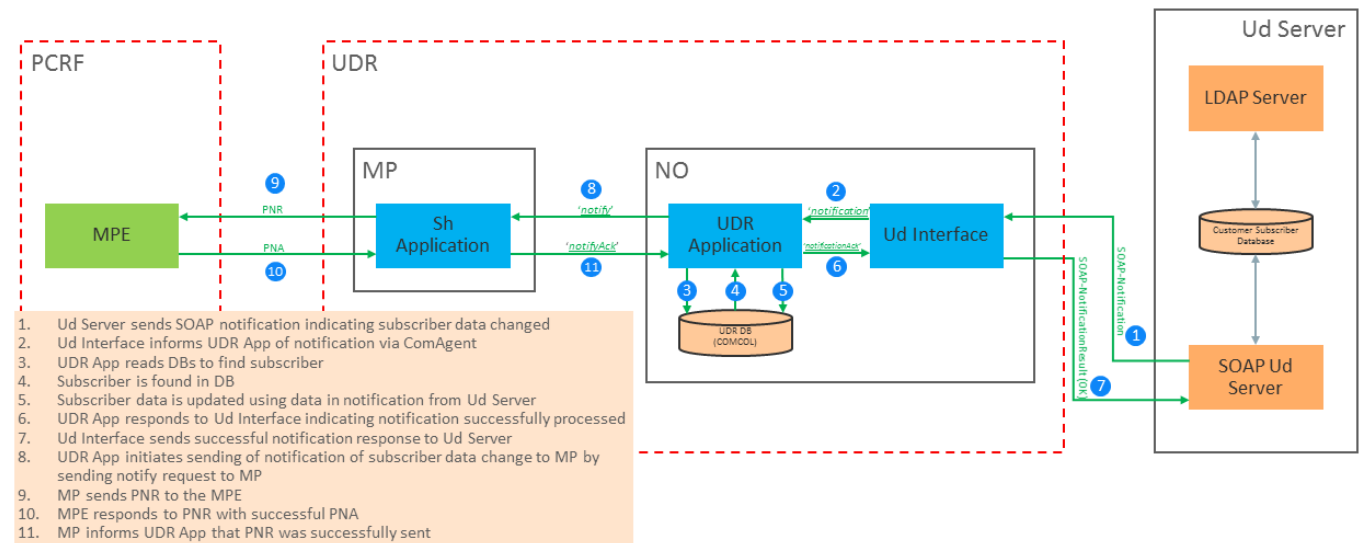 Ud Server
PCRF
UDR
LDAP Server
MP
NO
9
8
2
PNR
'notify'
'notification'
MPE
Sh
Application
UDR
Application
Ud Interface
Customer Subscriber
Database
PNA
'notifyAck'
'notificationAck'
10
11
6
3
4
5
SOAP-Notification
SOAP-NotificationResult (OK)
UDR DB
(COMCOL)
1
7
SOAP Ud
Server
1. Ud Server sends SOAP notification indicating subscriber data changed
2. Ud Interface informs UDR App of notification via ComAgent
3. UDR App reads DBs to find subscriber
4. Subscriber is found in DB
5. Subscriber data is updated using data in notification from Ud Server
6. UDR App responds to Ud Interface indicating notification successfully processed
7. Ud Interface sends successful notification response to Ud Server
8. UDR App initiates sending of notification of subscriber data change to MP by
sending notify request to MP
9. MP sends PNR to the MPE
10. MPE responds to PNR with successful PNA
11. MP informs UDR App that PNR was successfully sent